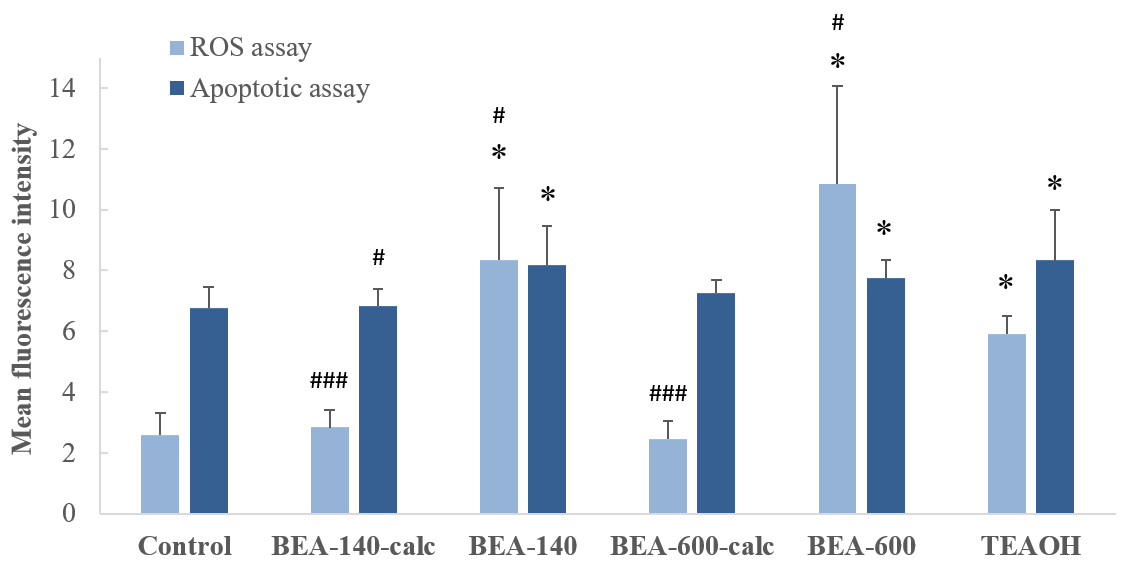 ROS assay
Apoptotic assay
Mean fluorescence intensity
14
12
10
8
6
4
2
0
###
#
#
*
*
###
#
*
*
*
*
Control
BEA-140-calc
BEA-140
BEA-600-calc
BEA-600
TEAOH